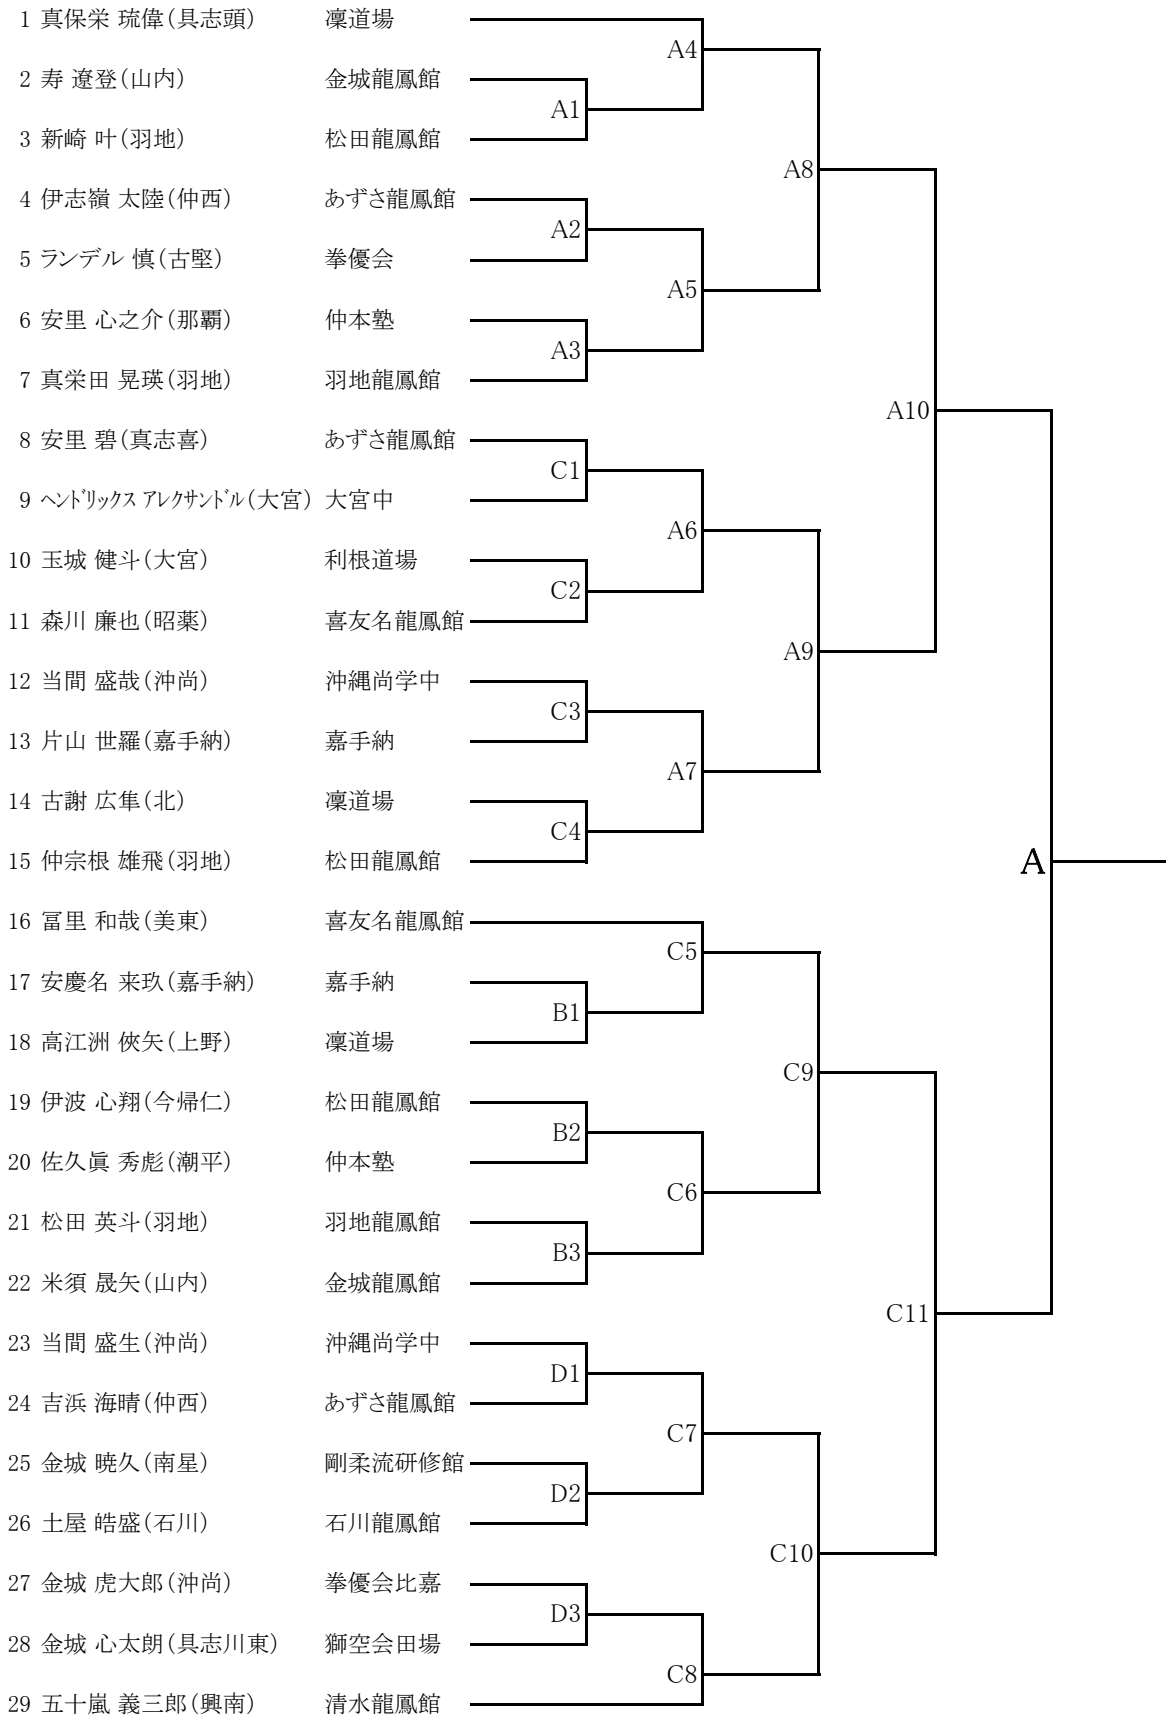 1 真保栄 琉偉(具志頭) 凜道場
A4
2 寿 遼登(山内) 金城龍鳳館
A1
3 新崎 叶(羽地) 松田龍鳳館
A8
4 伊志嶺 太陸(仲西) あずさ龍鳳館
A2
5 ランデル 慎(古堅) 拳優会
A5
6 安里 心之介(那覇) 仲本塾
A3
7 真栄田 晃瑛(羽地) 羽地龍鳳館
A10
8 安里 碧(真志喜) あずさ龍鳳館
C1
9 ヘンドリックス アレクサンドル(大宮) 大宮中
A6
10 玉城 健斗(大宮) 利根道場
C2
11 森川 廉也(昭薬) 喜友名龍鳳館
A9
12 当間 盛哉(沖尚) 沖縄尚学中
C3
13 片山 世羅(嘉手納) 嘉手納
A7
14 古謝 広隼(北) 凜道場
C4
15 仲宗根 雄飛(羽地) 松田龍鳳館
A
16 冨里 和哉(美東) 喜友名龍鳳館
C5
17 安慶名 来玖(嘉手納) 嘉手納
B1
18 高江洲 俠矢(上野) 凜道場
C9
19 伊波 心翔(今帰仁) 松田龍鳳館
B2
20 佐久眞 秀彪(潮平) 仲本塾
C6
21 松田 英斗(羽地) 羽地龍鳳館
B3
22 米須 晟矢(山内) 金城龍鳳館
C11
23 当間 盛生(沖尚) 沖縄尚学中
D1
24 吉浜 海晴(仲西) あずさ龍鳳館
C7
25 金城 暁久(南星) 剛柔流研修館
D2
26 土屋 皓盛(石川) 石川龍鳳館
C10
27 金城 虎大郎(沖尚) 拳優会比嘉
D3
28 金城 心太朗(具志川東) 獅空会田場
C8
29 五十嵐 義三郎(興南) 清水龍鳳館